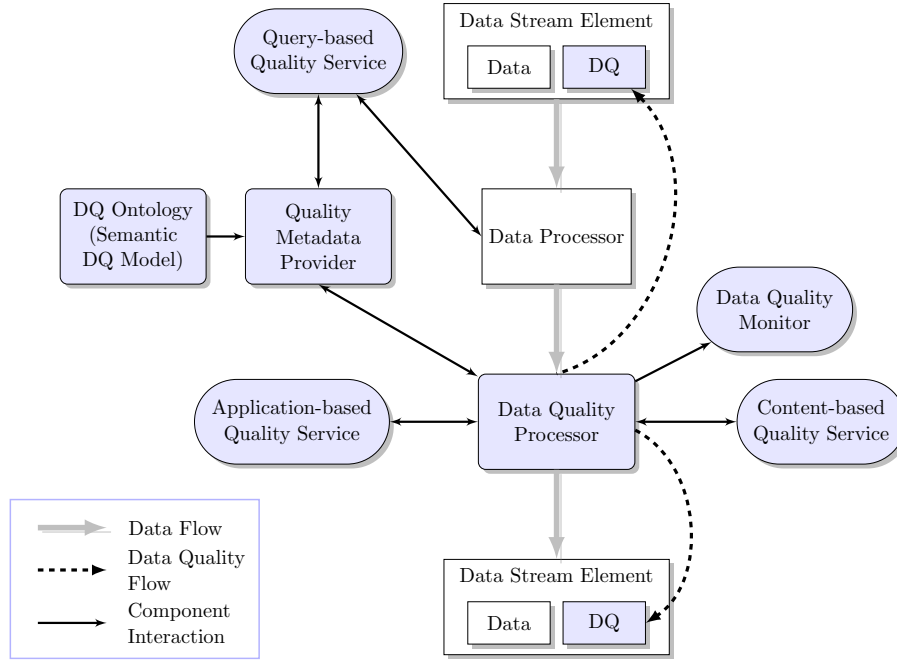 Query-based
Quality Service
Data Stream Element
Data
DQ
DQ Ontology
(Semantic
DQ Model)
Quality
Metadata
Provider
Data Processor
Data Quality
Monitor
Application-based
Quality Service
Data Quality
Processor
Content-based
Quality Service
Data Flow
Data Quality
Flow
Component
Interaction
Data Stream Element
Data
DQ